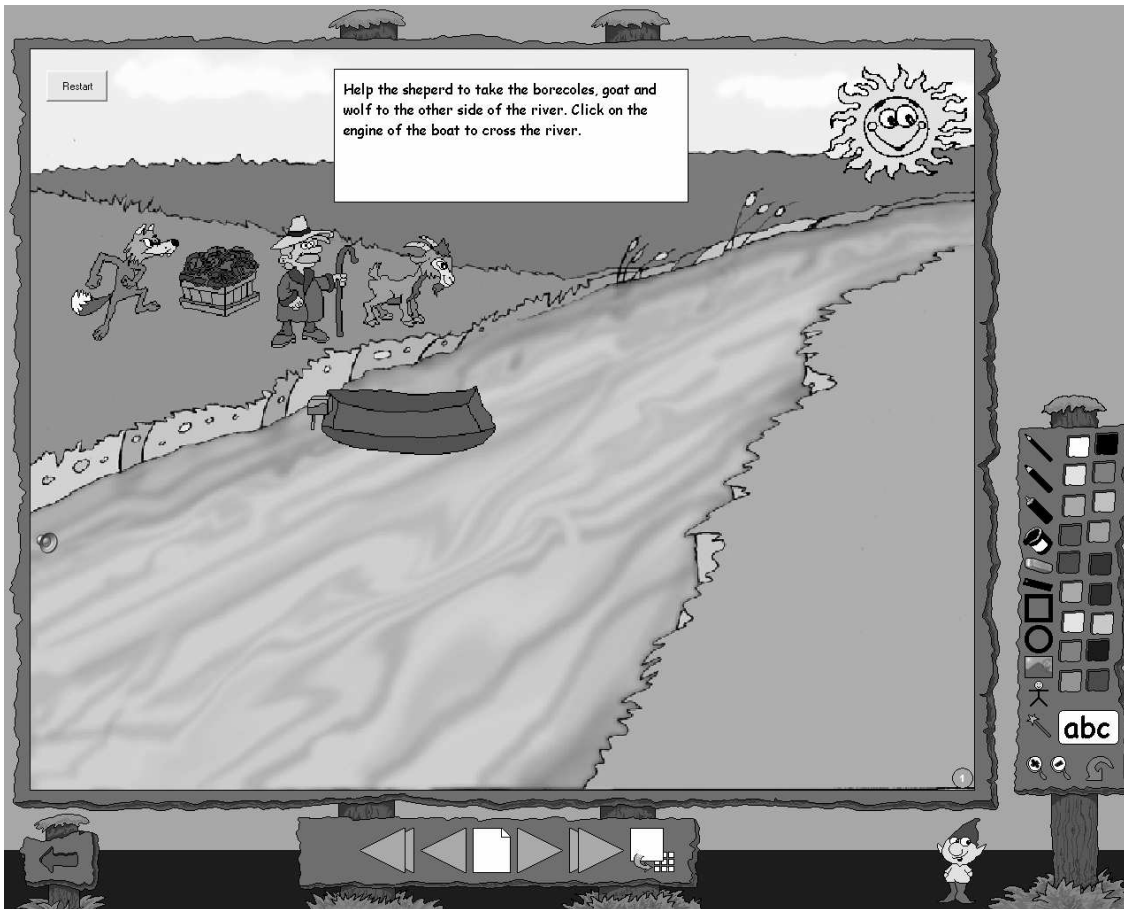 Restart
Help the sheperd to take the borecoles, goat and
wolf to the other side of the river. Click on the
engine of the boat to cross the river.
1
abc